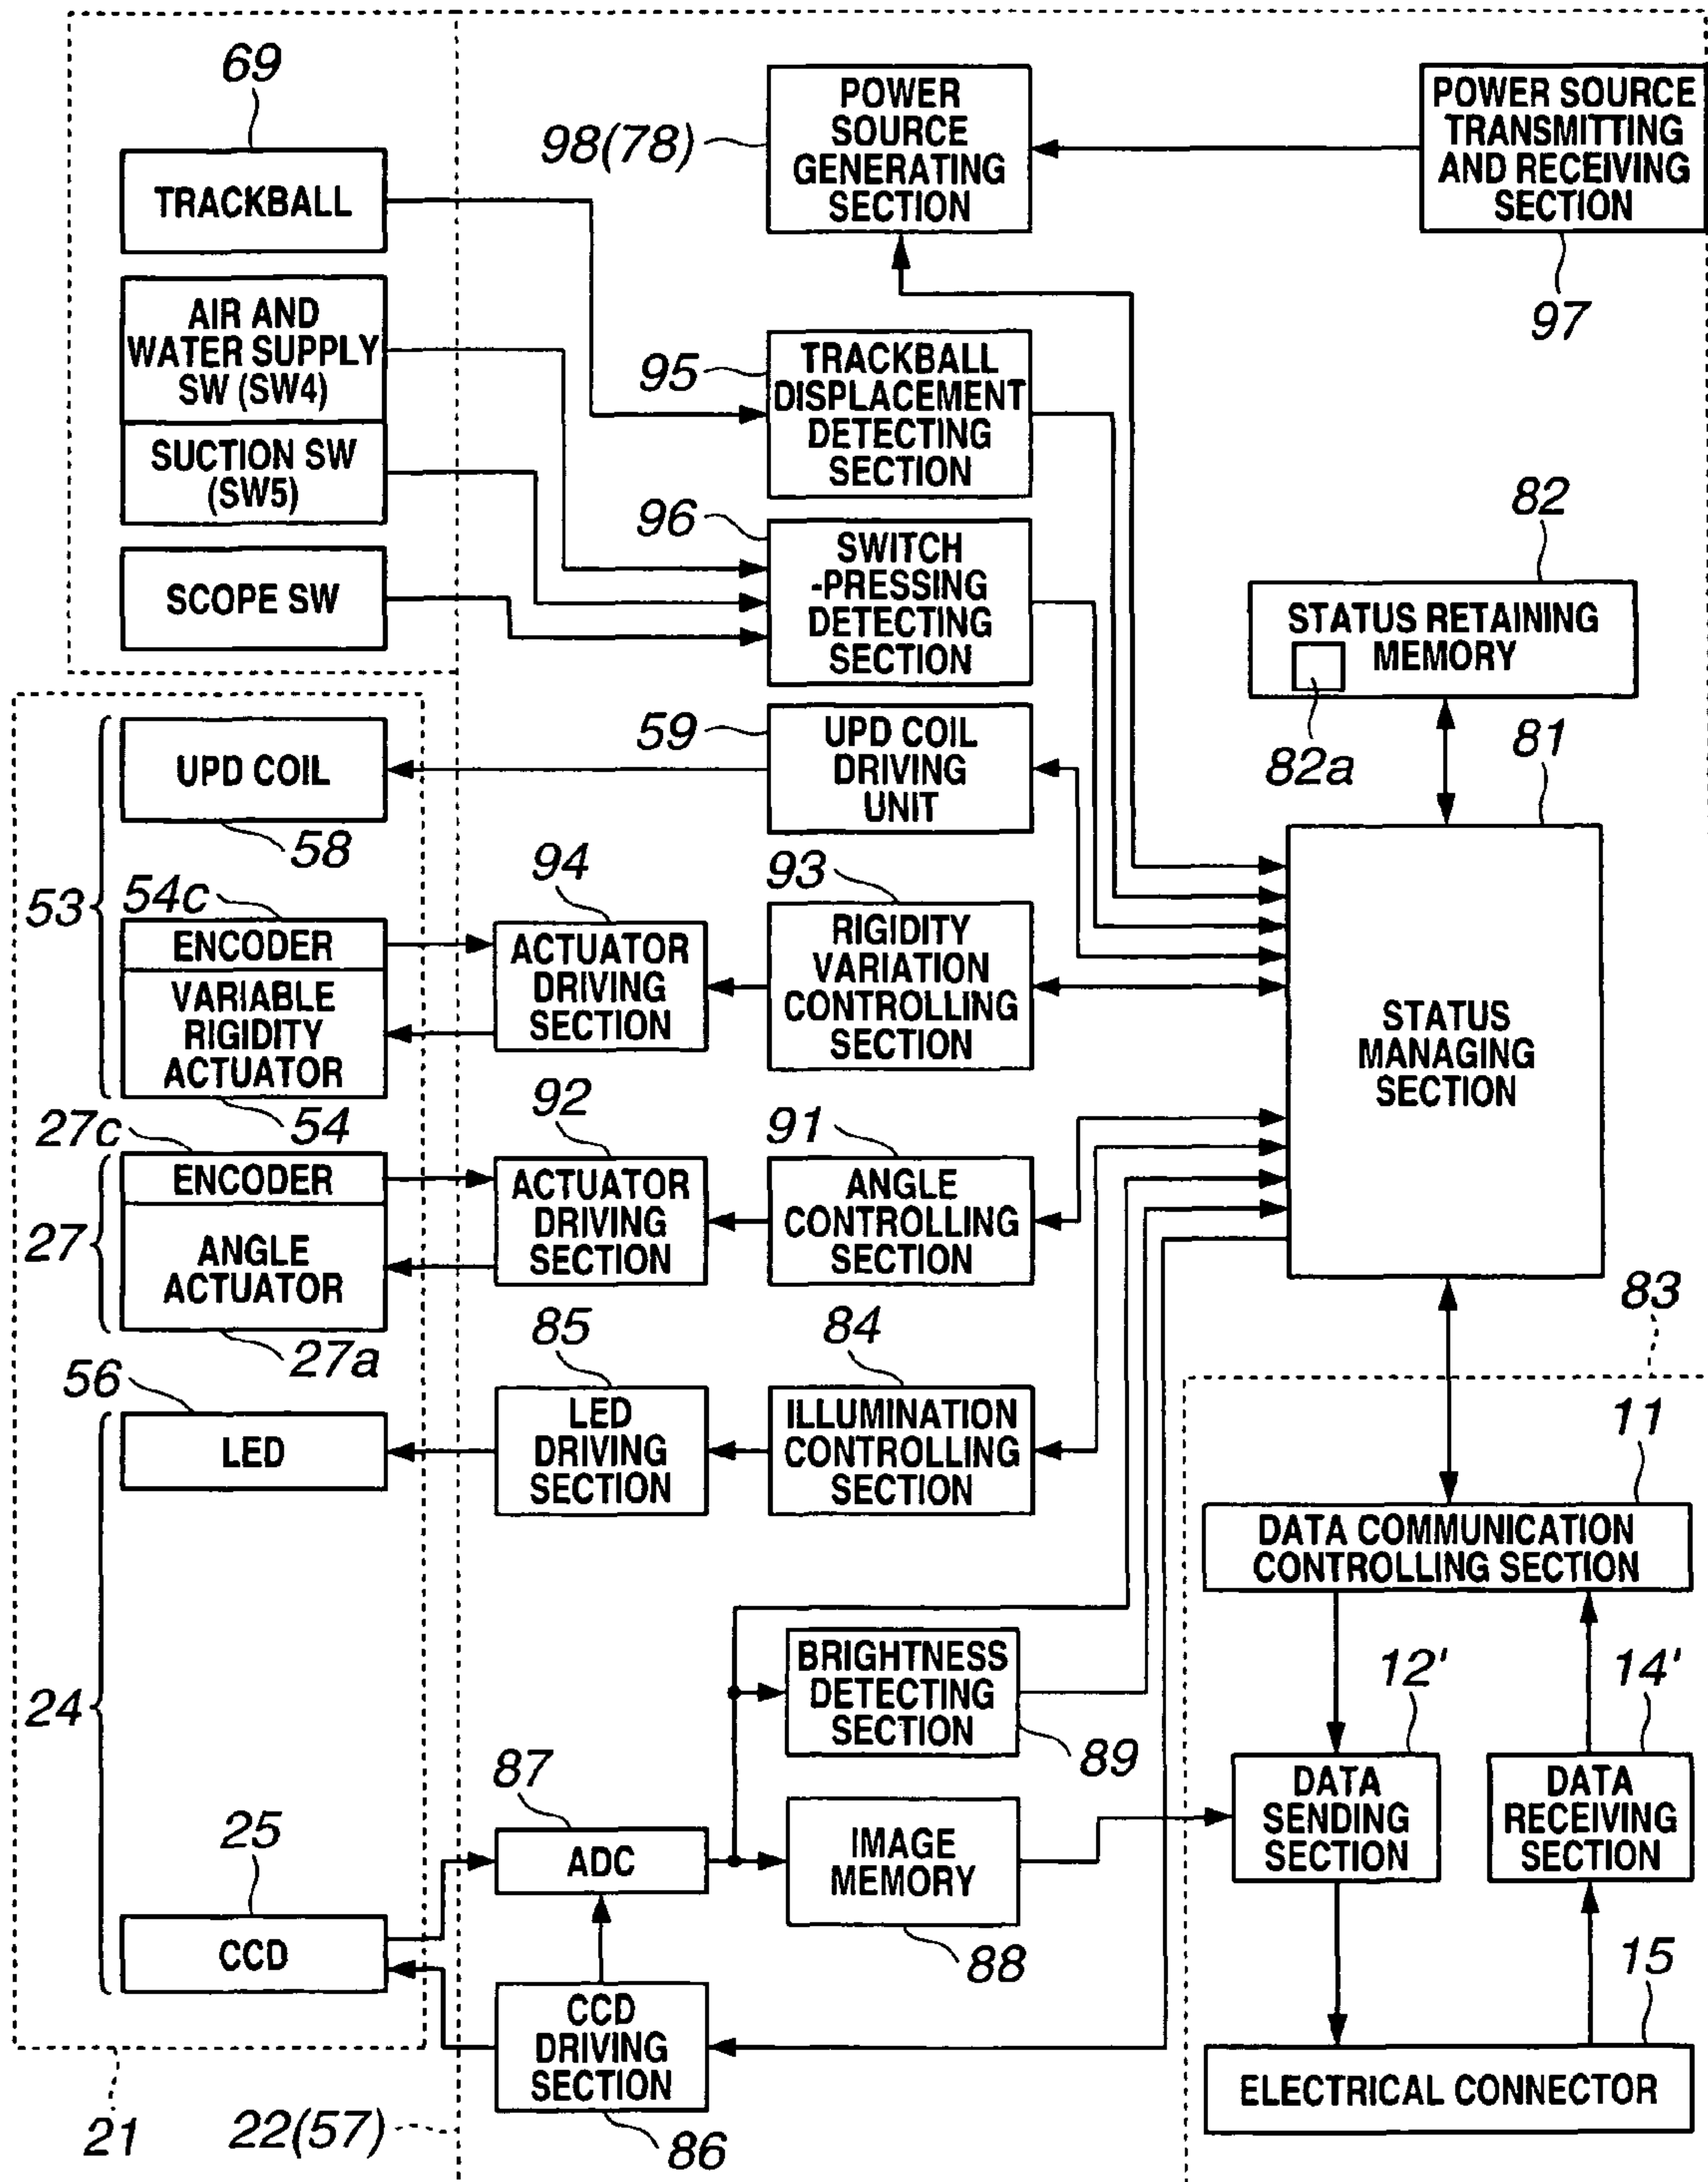 69
TRACKBALL
AIR AND
WATER SUPPLY
SW (SW4)
SUCTION SW
(SW5)
SCOPE SW
98(78)
POWER
SOURCE
GENERATING
SECTION
POWER SOURCE
TRANSMITTING
AND RECEIVING
SECTION
97
95
TRACKBALL
DISPLACEMENT
DETECTING
SECTION
96
SWITCH
-PRESSING
DETECTING
SECTION
82
STATUS RETAINING
MEMORY
82a
81
STATUS
MANAGING
SECTION
53
UPD COIL
58
59
UPD COIL
DRIVING
UNIT
54c
ENCODER
VARIABLE
RIGIDITY
ACTUATOR
54
94
ACTUATOR
DRIVING
SECTION
93
RIGIDITY
VARIATION
CONTROLLING
SECTION
27c
27
ENCODER
ANGLE
ACTUATOR
27a
92
ACTUATOR
DRIVING
SECTION
91
ANGLE
CONTROLLING
SECTION
56
24
LED
85
LED
DRIVING
SECTION
84
ILLUMINATION
CONTROLLING
SECTION
83
11
DATA COMMUNICATION
CONTROLLING SECTION
12'
DATA
SENDING
SECTION
14'
DATA
RECEIVING
SECTION
15
ELECTRICAL CONNECTOR
BRIGHTNESS
DETECTING
SECTION
89
87
ADC
IMAGE
MEMORY
88
25
CCD
CCD
DRIVING
SECTION
86
21
22(57)